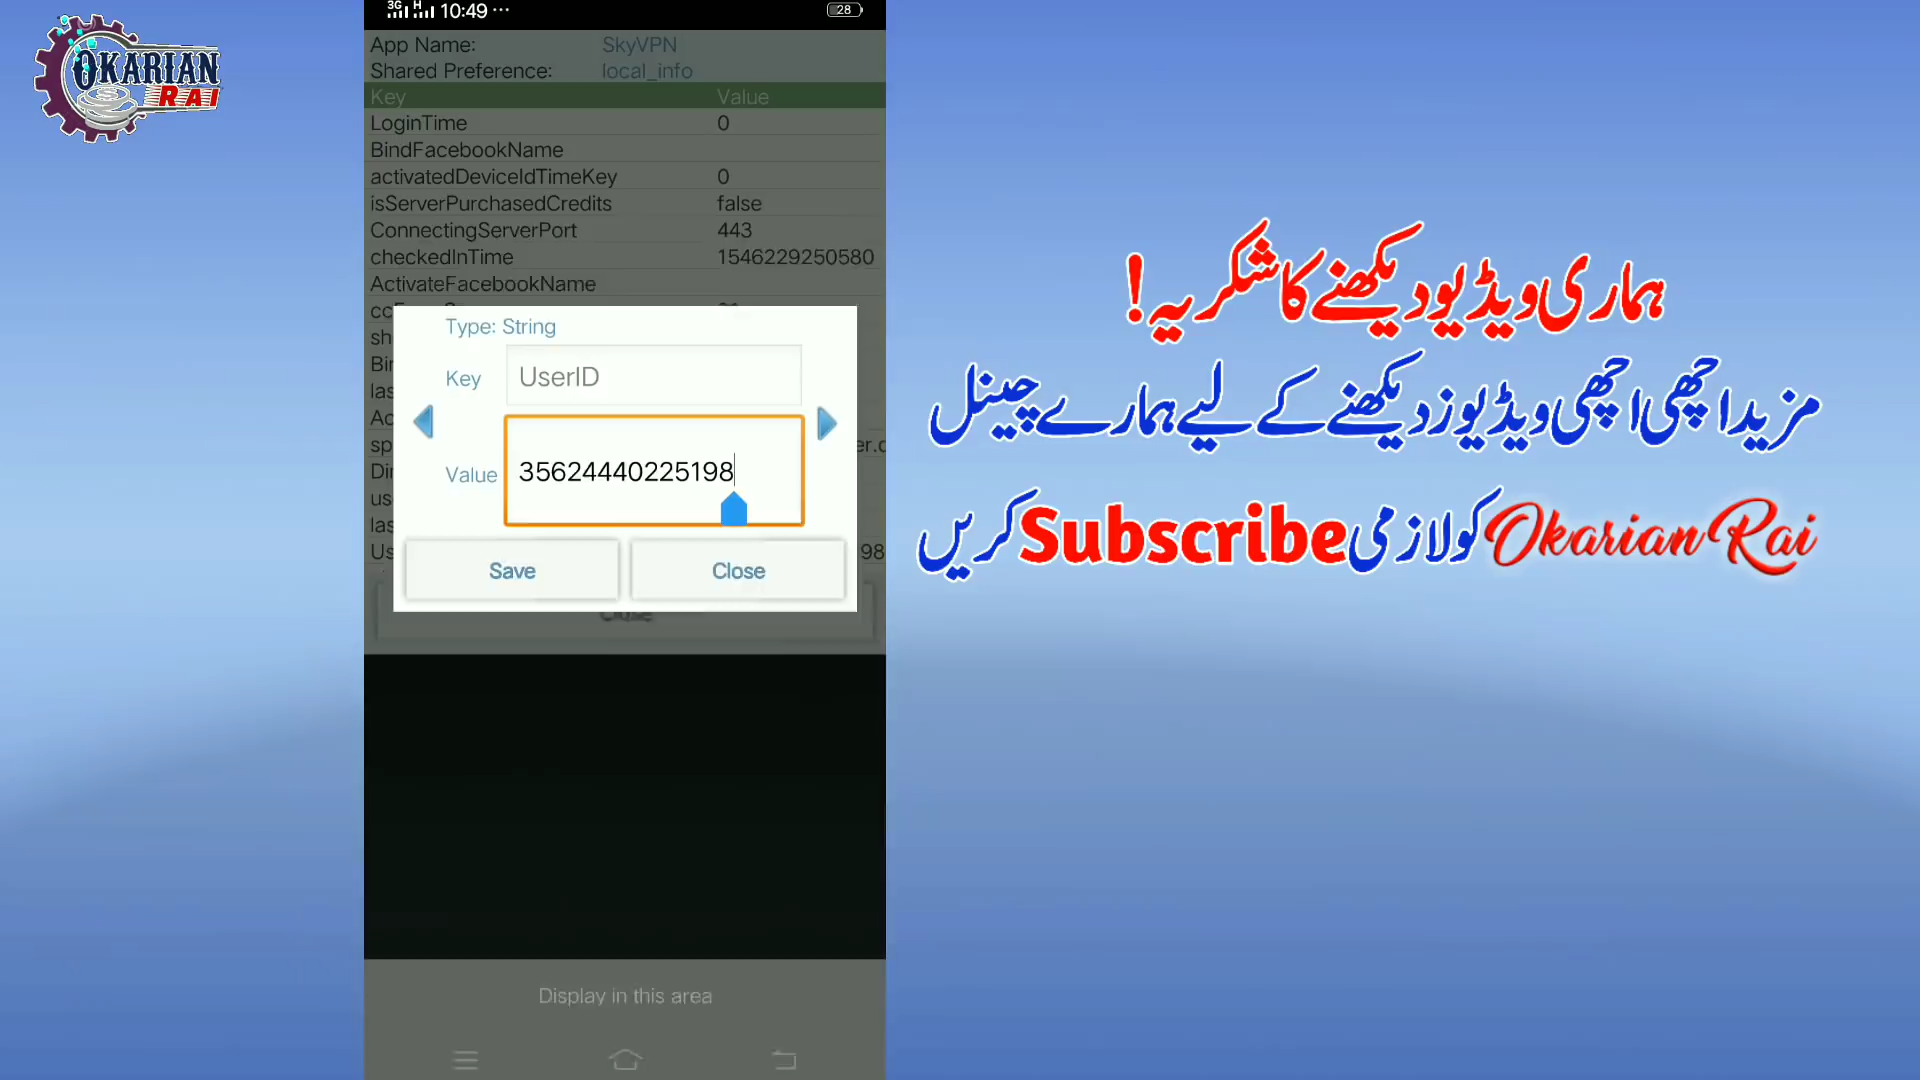 3G H 10:49 ... 28
OKARIAN
RAI
App Name: SkyVPN
Shared Preference: local_info
Key Value
LoginTime 0
BindFacebookName
activatedDeviceIdTimeKey 0
isServerPurchasedCredits false
ConnectingServerPort 443
checkedInTime 1546229250580
ActivateFacebookName
Type: String
Key UserID
Value 35624440225198
Save Close
Display in this area
ہماری ویڈیو دیکھنے کا شکریہ!
مزید اچھی اچھی ویڈیوز دیکھنے کے لیے ہمارے چینل
Okarian Rai کو لازمی Subscribe کریں